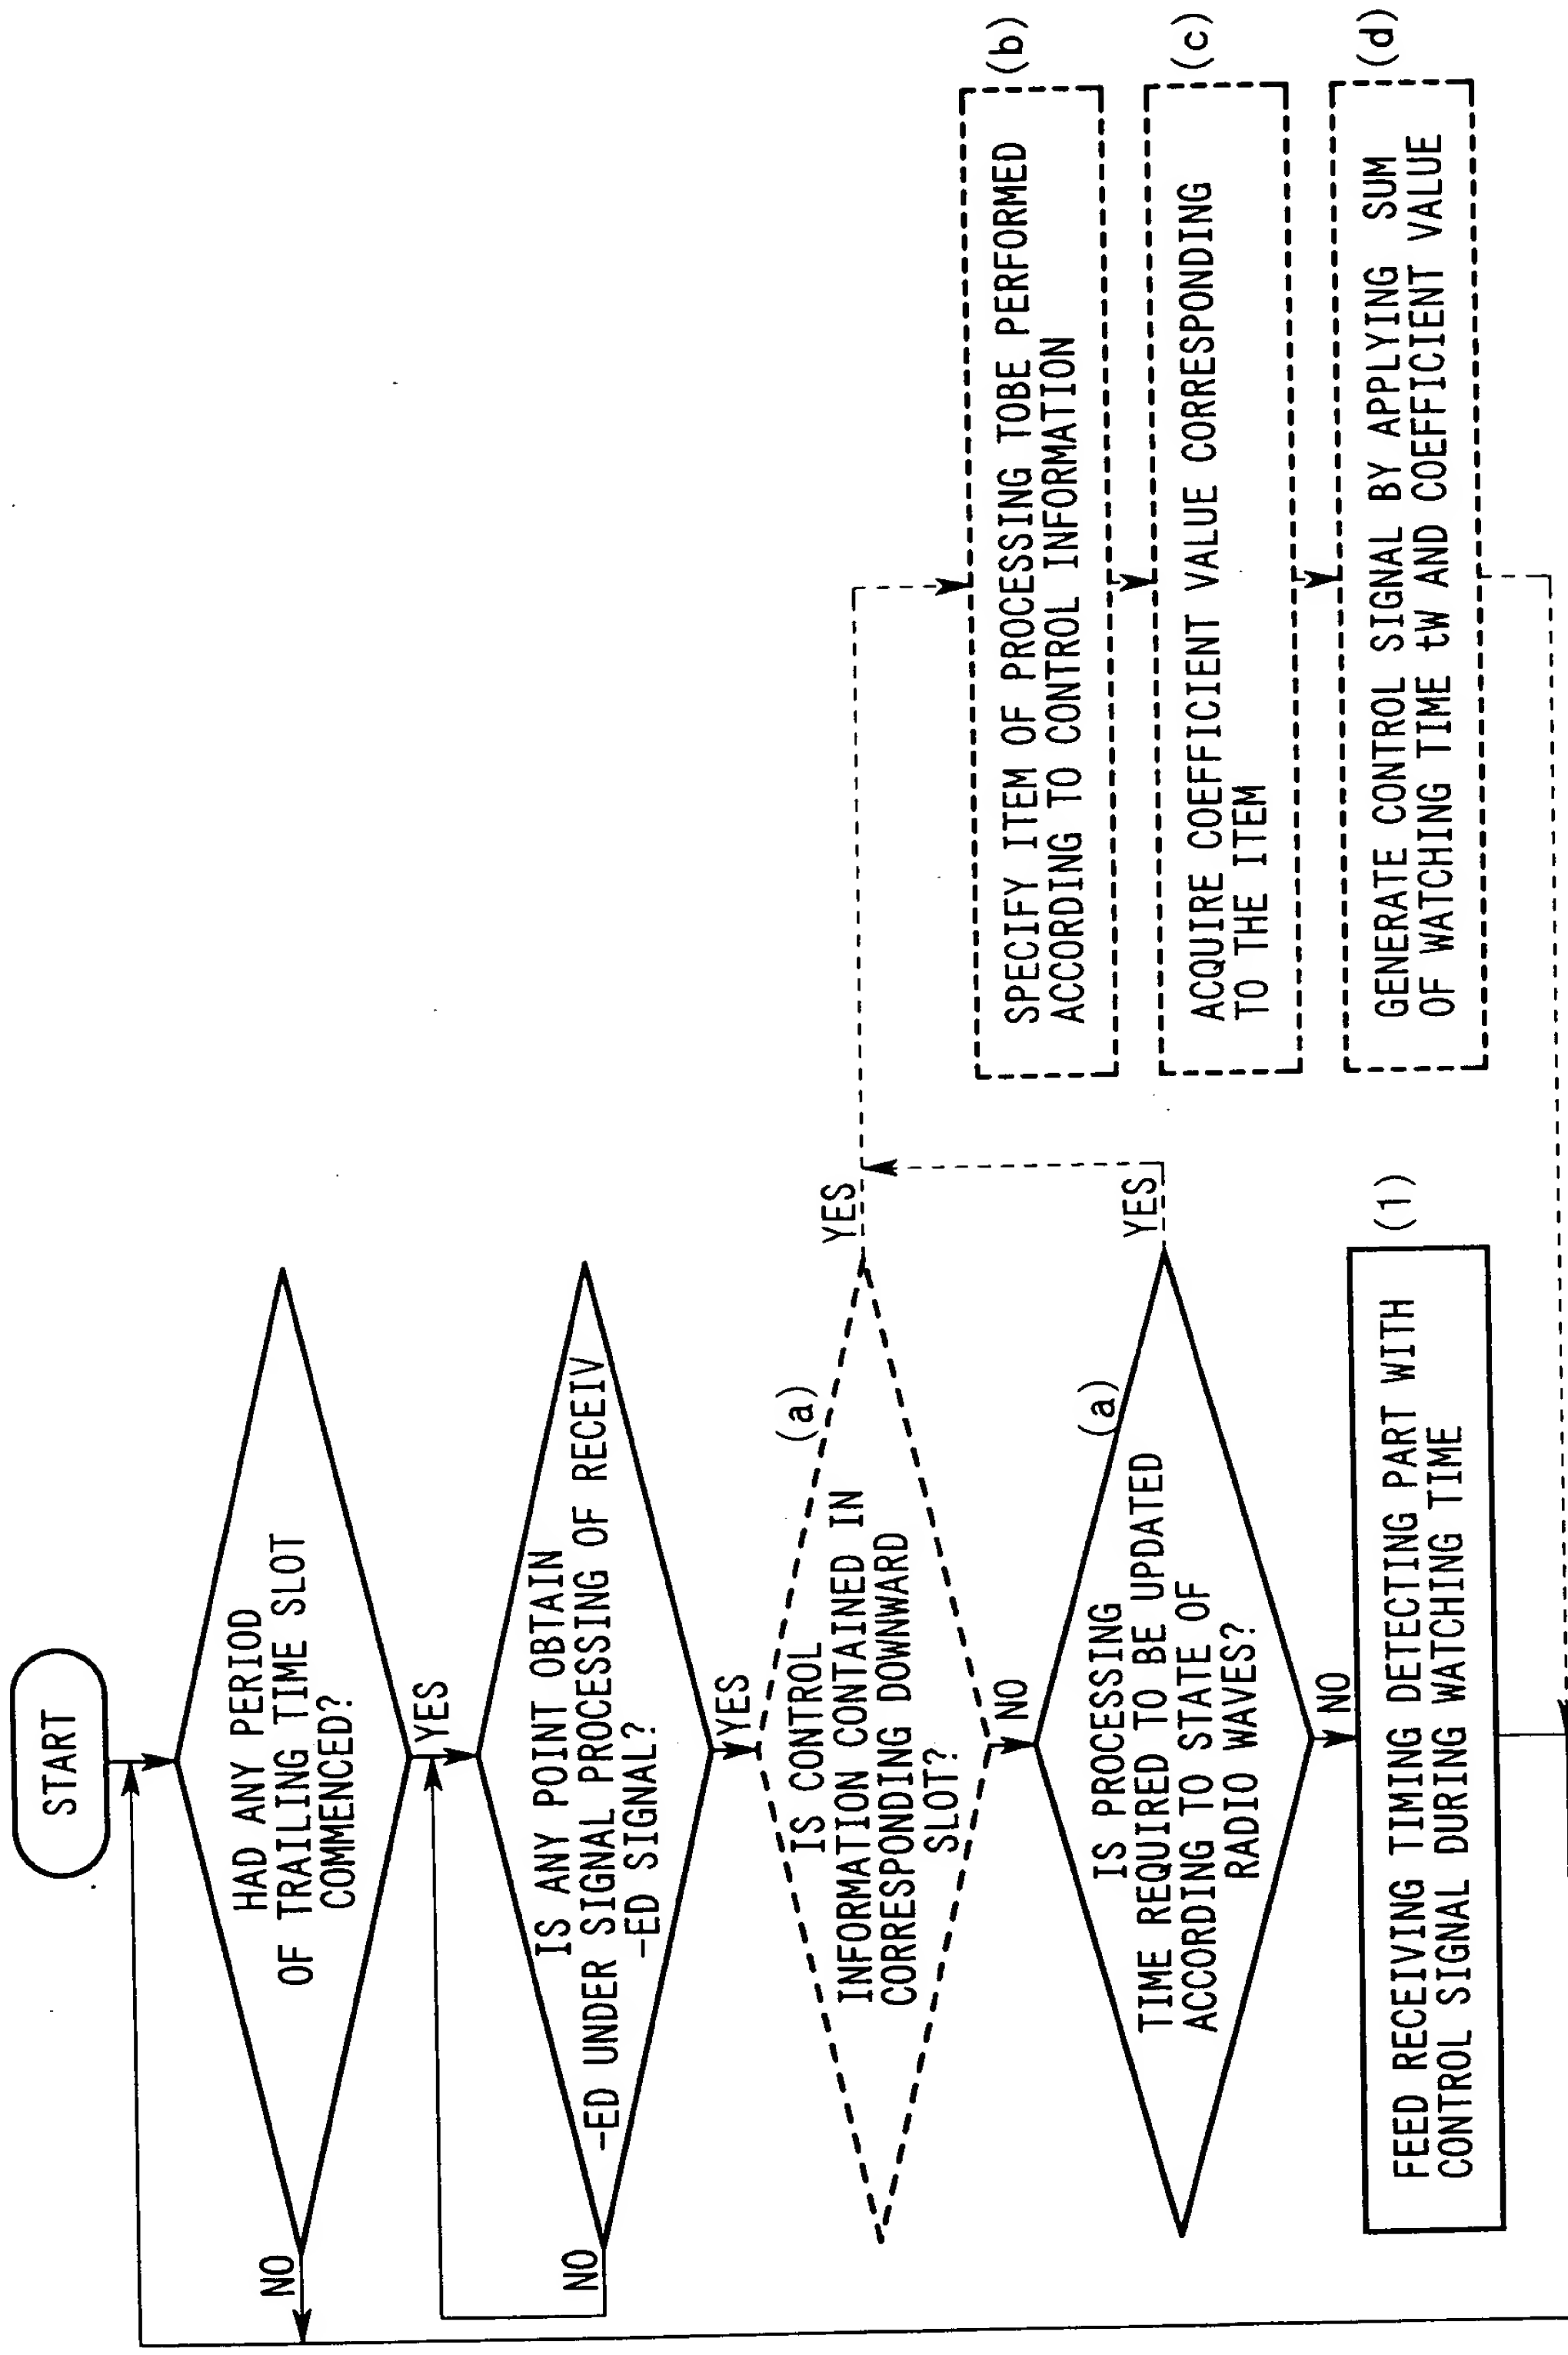 START
HAD ANY PERIOD
OF TRAILING TIME SLOT
COMMENCED?
NO
YES
IS ANY POINT OBTAIN
-ED UNDER SIGNAL PROCESSING OF RECEIV
-ED SIGNAL?
NO
YES
(a)
IS CONTROL
INFORMATION CONTAINED IN
CORRESPONDING DOWNWARD
SLOT?
YES
NO
(a)
IS PROCESSING
TIME REQUIRED TO BE UPDATED
ACCORDING TO STATE OF
RADIO WAVES?
YES
NO
(1)
FEED RECEIVING TIMING DETECTING PART WITH
CONTROL SIGNAL DURING WATCHING TIME
(b)
SPECIFY ITEM OF PROCESSING TOBE PERFORMED
ACCORDING TO CONTROL INFORMATION
(c)
ACQUIRE COEFFICIENT VALUE CORRESPONDING
TO THE ITEM
(d)
GENERATE CONTROL SIGNAL BY APPLYING SUM
OF WATCHING TIME tW AND COEFFICIENT VALUE